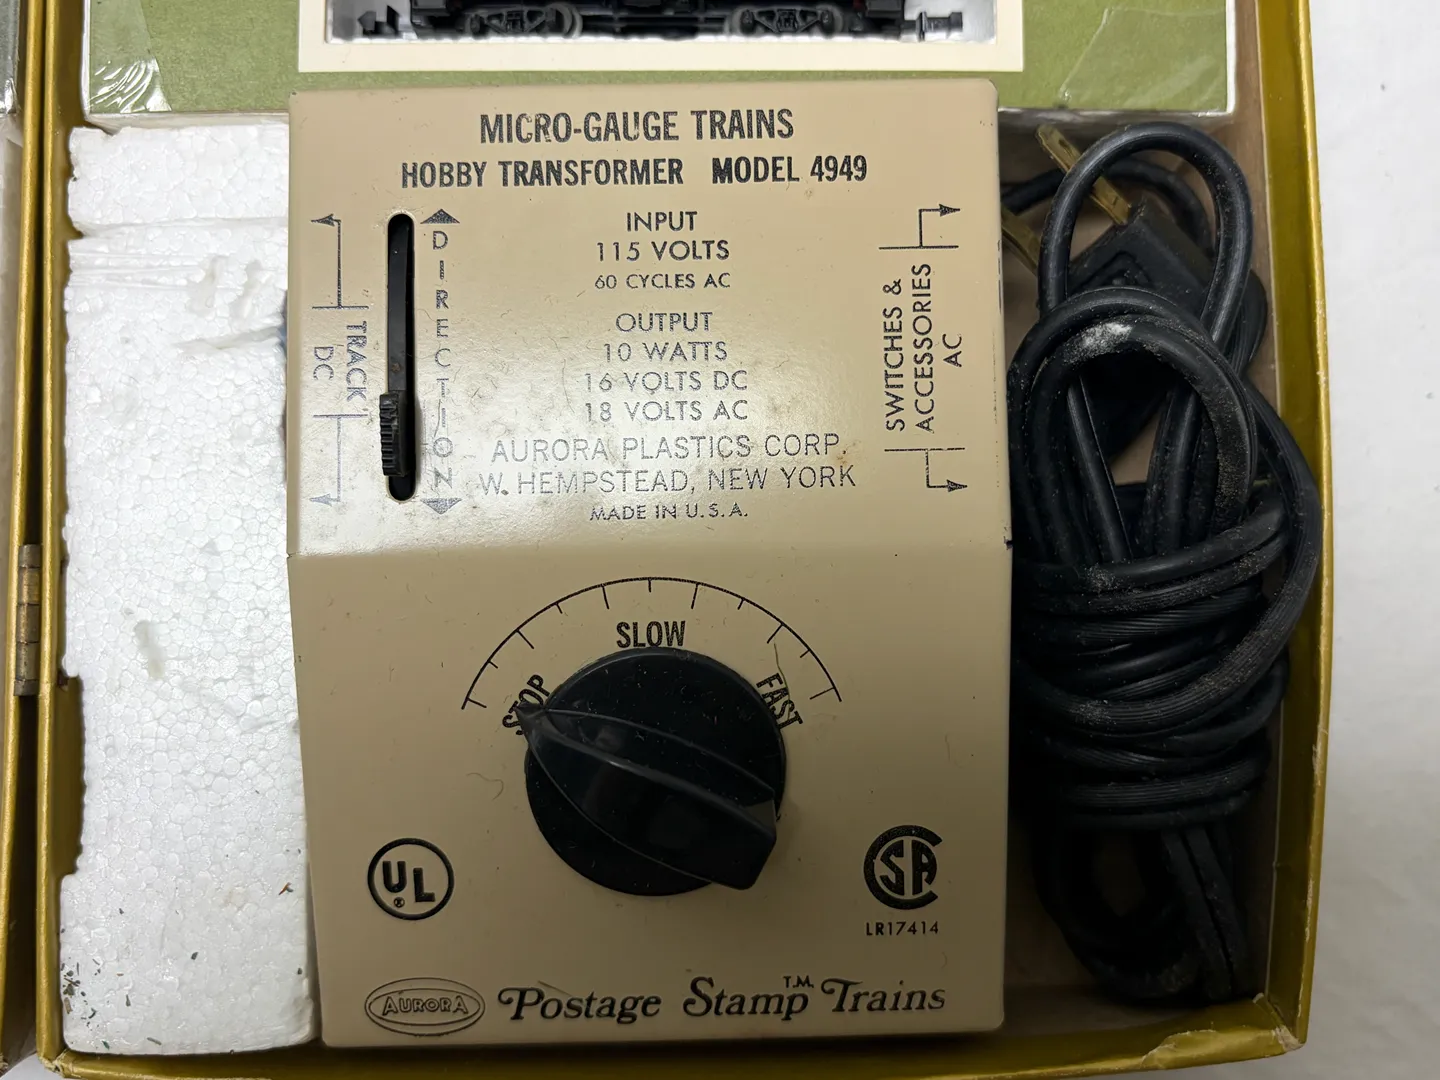 MICRO-GAUGE TRAINS
HOBBY TRANSFORMER MODEL 4949
DIRECTION
TRACK
DC
INPUT
115 VOLTS
60 CYCLES AC
OUTPUT
10 WATTS
16 VOLTS DC
18 VOLTS AC
AURORA PLASTICS CORP.
W. HEMPSTEAD, NEW YORK
MADE IN U.S.A.
SWITCHES &
ACCESSORIES
AC
STOP
SLOW
FAST
UL
®
CSA
LR17414
AURORA
Postage Stamp T.M. Trains